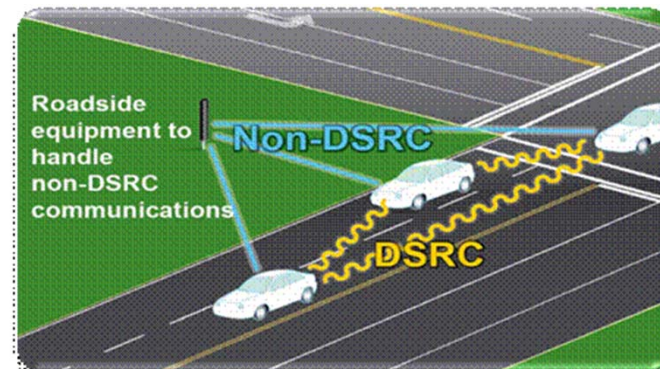 Roadside
equipment to
handle
non-DSRC
communications
Non-DSRC
DSRC